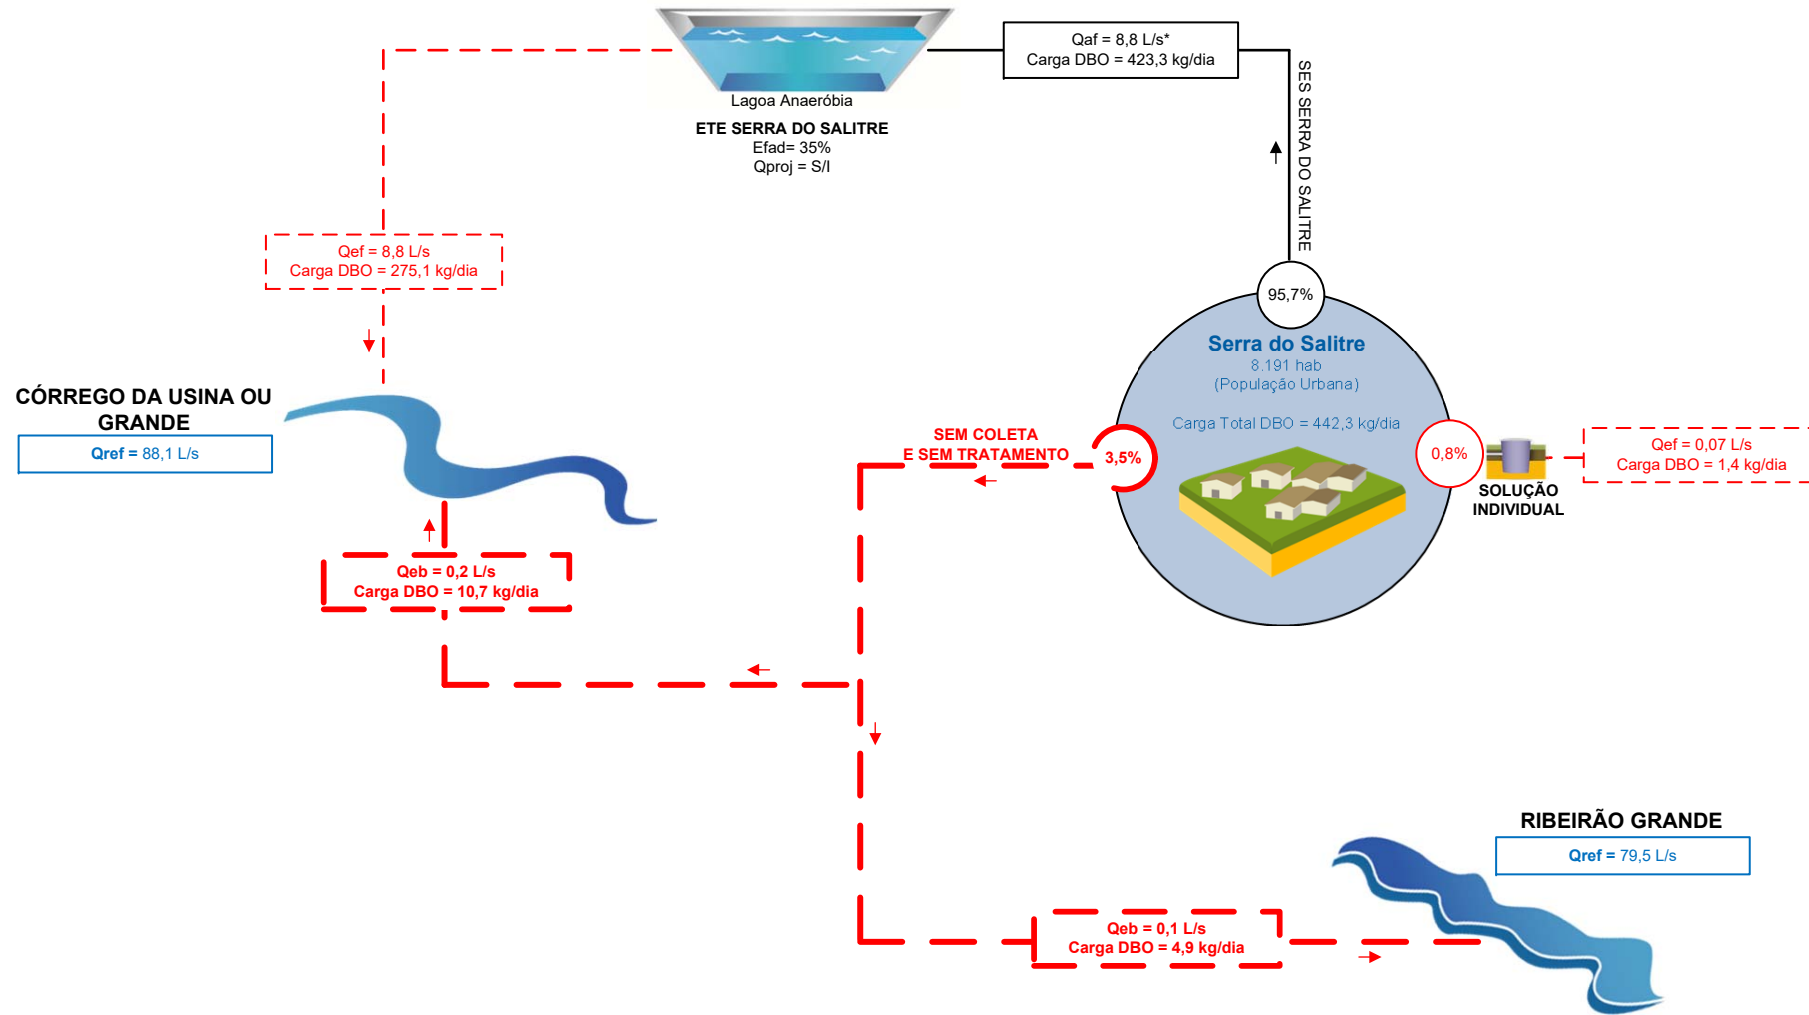 Qaf = 8,8 L/s*
Carga DBO = 423,3 kg/dia
SES SERRA DO SALITRE
Lagoa Anaeróbia
ETE SERRA DO SALITRE
Efad= 35%
Qproj = S/I
Qef = 8,8 L/s
Carga DBO = 275,1 kg/dia
95,7%
Serra do Salitre
8.191 hab
(População Urbana)
Carga Total DBO = 442,3 kg/dia
CÓRREGO DA USINA OU
GRANDE
Qref = 88,1 L/s
SEM COLETA
E SEM TRATAMENTO
3,5%
0,8%
SOLUÇÃO
INDIVIDUAL
Qef = 0,07 L/s
Carga DBO = 1,4 kg/dia
Qeb = 0,2 L/s
Carga DBO = 10,7 kg/dia
RIBEIRÃO GRANDE
Qref = 79,5 L/s
Qeb = 0,1 L/s
Carga DBO = 4,9 kg/dia